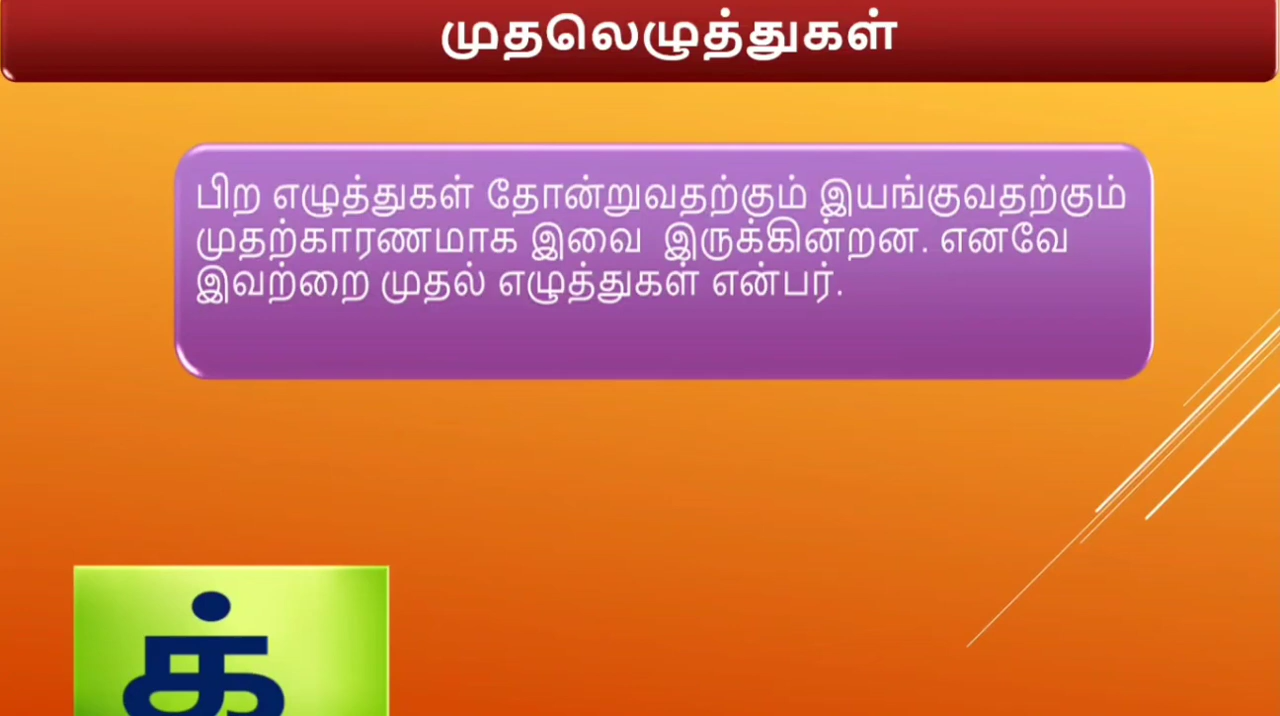 முதலெழுத்துகள்
பிற எழுத்துகள் தோன்றுவதற்கும் இயங்குவதற்கும்
முதற்காரணமாக இவை இருக்கின்றன. எனவே
இவற்றை முதல் எழுத்துகள் என்பர்.
க்